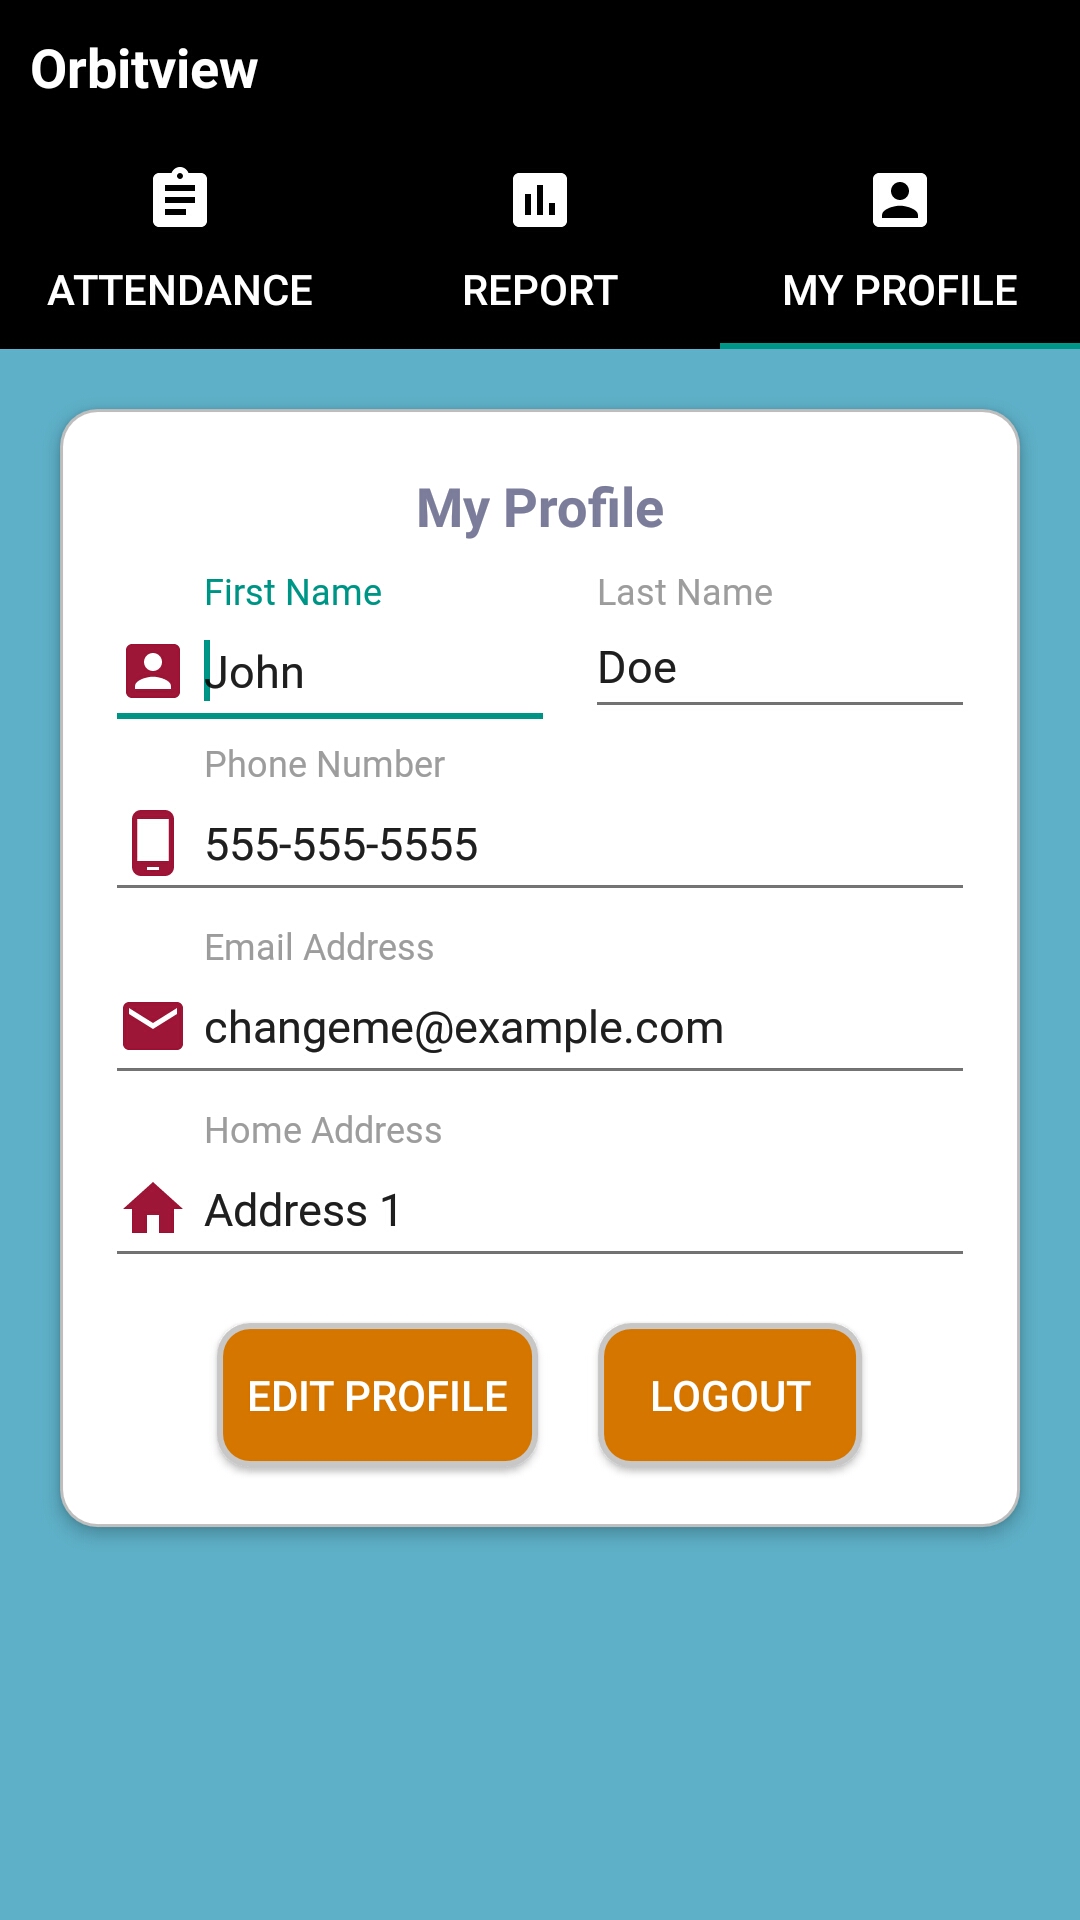 Orbitview
ATTENDANCE REPORT MY PROFILE
My Profile
First Name Last Name
John Doe
Phone Number
555-555-5555
Email Address
changeme@example.com
Home Address
Address 1
EDIT PROFILE LOGOUT